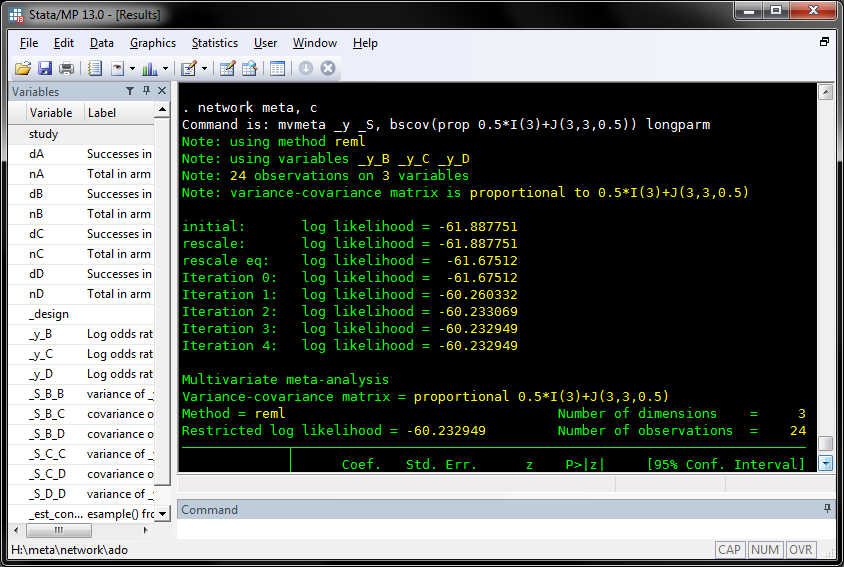 Stata/MP 13.0 - [Results]
File Edit Data Graphics Statistics User Window Help
Variables
Variable Label
study
dA Successes in
nA Total in arm
dB Successes in
nB Total in arm
dC Successes in
nC Total in arm
dD Successes in
nD Total in arm
_design
_y_B Log odds rat
_y_C Log odds rat
_y_D Log odds rat
_S_B_B variance of _y
_S_B_C covariance o
_S_B_D covariance o
_S_C_C variance of _y
_S_C_D covariance o
_S_D_D variance of _y
_est_con... esample() fro
. network meta, c
Command is: mvmeta _y _S, bscov(prop 0.5*I(3)+J(3,3,0.5)) longparm
Note: using method reml
Note: using variables _y_B _y_C _y_D
Note: 24 observations on 3 variables
Note: variance-covariance matrix is proportional to 0.5*I(3)+J(3,3,0.5)
initial: log likelihood = -61.887751
rescale: log likelihood = -61.887751
rescale eq: log likelihood = -61.67512
Iteration 0: log likelihood = -61.67512
Iteration 1: log likelihood = -60.260332
Iteration 2: log likelihood = -60.233069
Iteration 3: log likelihood = -60.232949
Iteration 4: log likelihood = -60.232949
Multivariate meta-analysis
Variance-covariance matrix = proportional 0.5*I(3)+J(3,3,0.5)
Method = reml Number of dimensions = 3
Restricted log likelihood = -60.232949 Number of observations = 24
Coef. Std. Err. z P>|z| [95% Conf. Interval]
Command
H:\meta\network\ado CAP NUM OVR